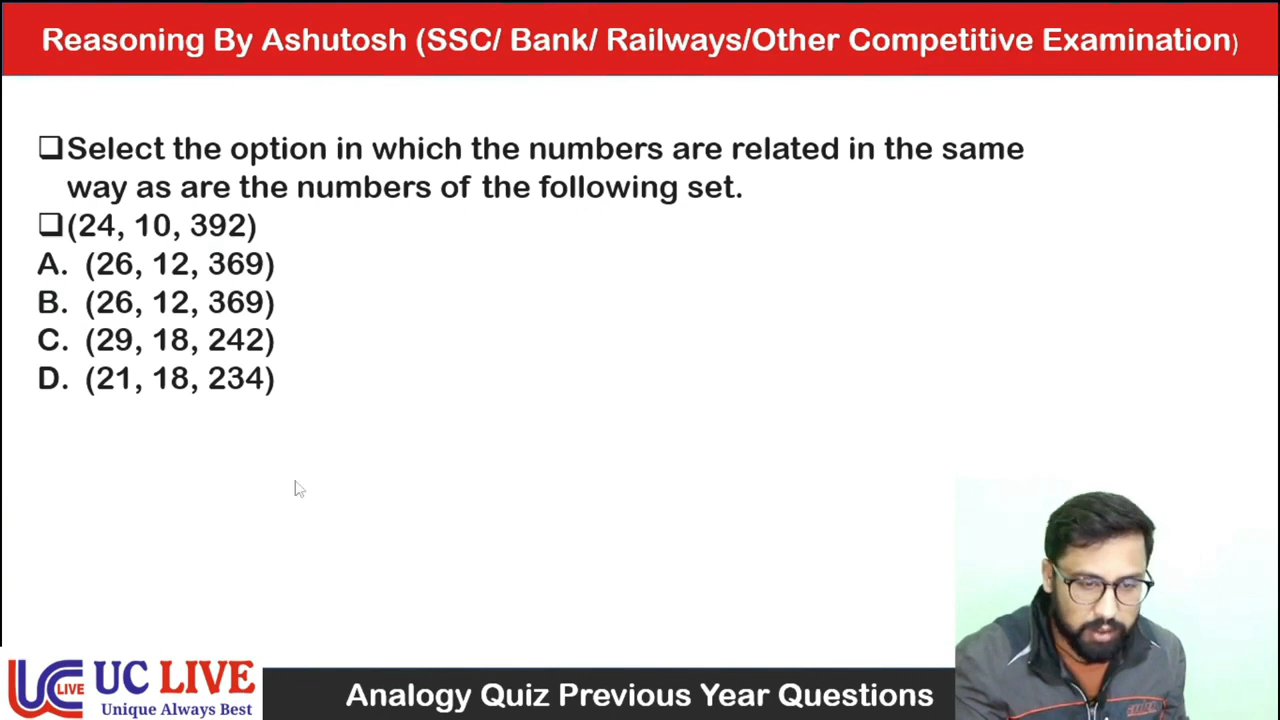 Reasoning By Ashutosh (SSC/ Bank/ Railways/Other Competitive Examination)
❑Select the option in which the numbers are related in the same
way as are the numbers of the following set.
❑(24, 10, 392)
A. (26, 12, 369)
B. (26, 12, 369)
C. (29, 18, 242)
D. (21, 18, 234)
UC LIVE UC LIVE
Unique Always Best
Analogy Quiz Previous Year Questions